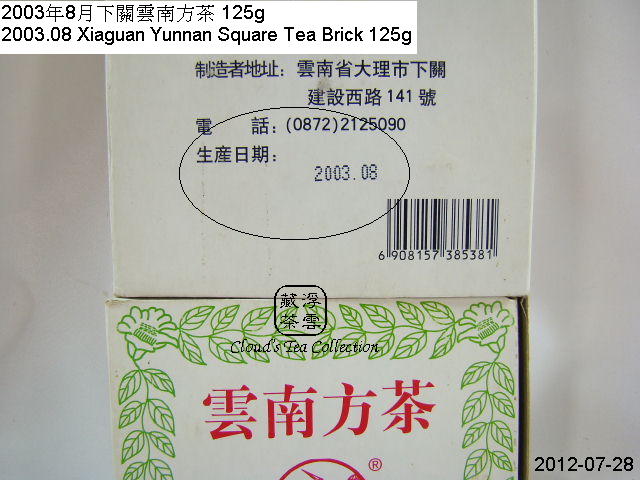 2003年8月下關雲南方茶 125g
2003.08 Xiaguan Yunnan Square Tea Brick 125g
制造者地址：雲南省大理市下關
建設西路141號
電　話：(0872)2125090
生産日期：
2003.08
6 908157 385381
藏浮
茶雲
Cloud's Tea Collection
雲南方茶
®
2012-07-28